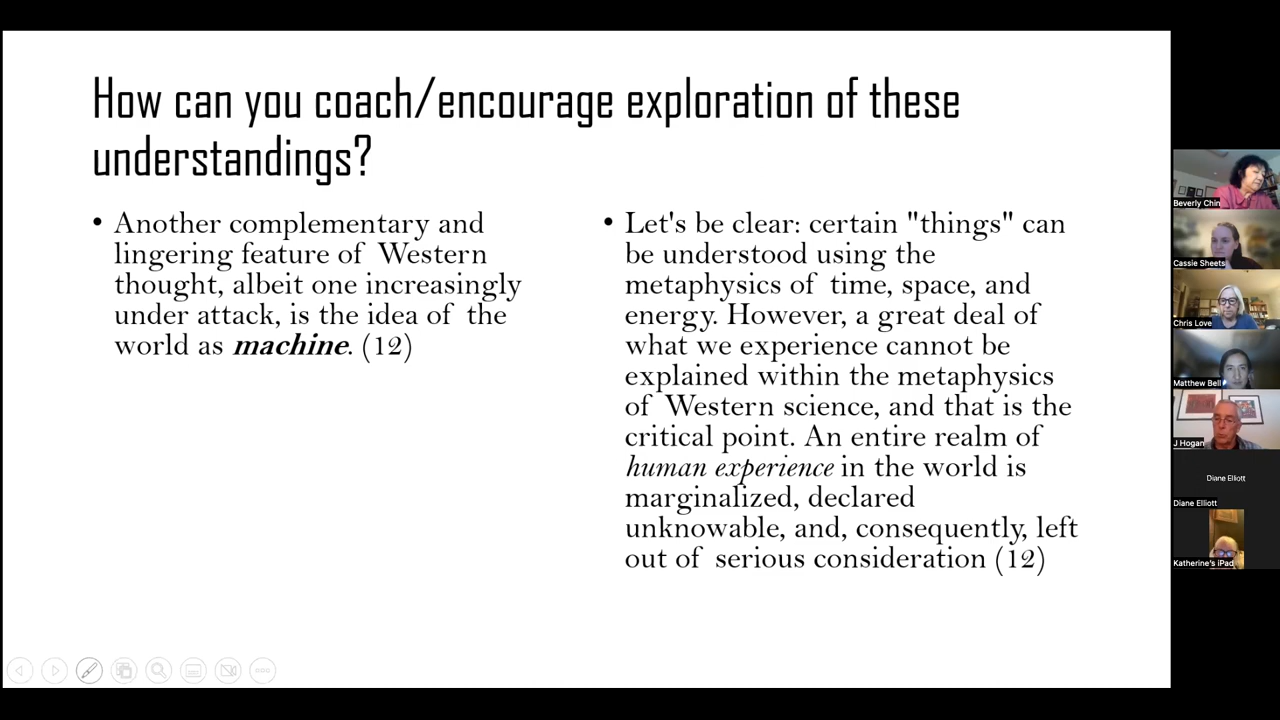 How can you coach/encourage exploration of these
understandings?
• Another complementary and
lingering feature of Western
thought, albeit one increasingly
under attack, is the idea of the
world as machine. (12)
• Let's be clear: certain "things" can
be understood using the
metaphysics of time, space, and
energy. However, a great deal of
what we experience cannot be
explained within the metaphysics
of Western science, and that is the
critical point. An entire realm of
human experience in the world is
marginalized, declared
unknowable, and, consequently, left
out of serious consideration (12)
Beverly Chin
Cassie Sheets
Chris Love
Matthew Bell
J Hogan
Diane Elliott
Diane Elliott
Katherine's iPad